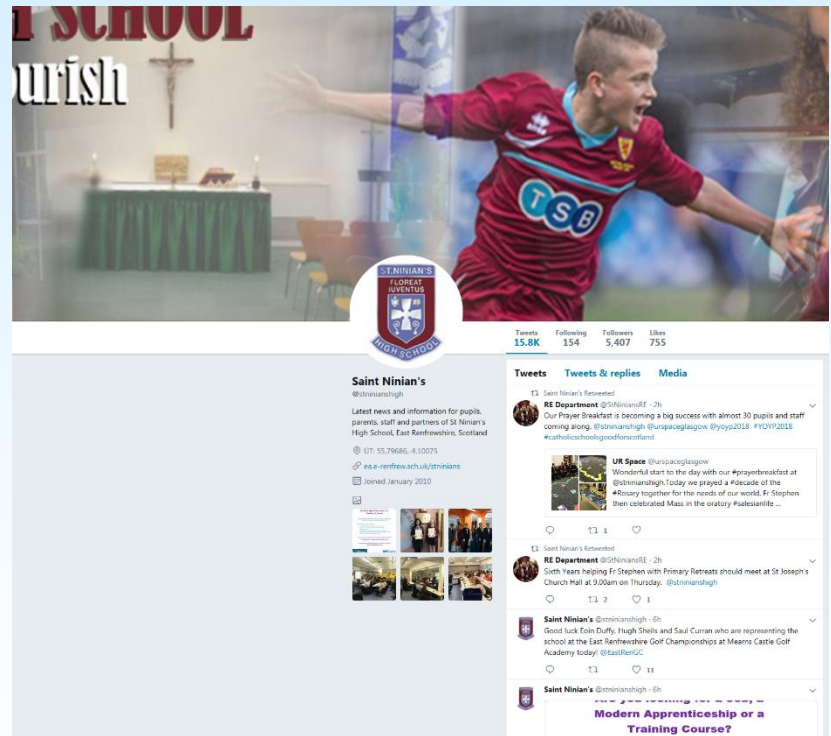 H SCHOOL
ourish
TSB
ST.NINIAN'S
FLOREAT
IUVENTUS
HIGH SCHOOL
Tweets Following Followers Likes
15.8K 154 5,407 755
Saint Ninian's
@stninianshigh
Latest news and information for pupils,
parents, staff and partners of St Ninian's
High School, East Renfrewshire, Scotland
ÜT: 55.79686,-4.10075
ea.e-renfrew.sch.uk/stninians
Joined January 2010
Tweets Tweets & replies Media
Saint Ninian's Retweeted
RE Department @StNiniansRE · 2h
Our Prayer Breakfast is becoming a big success with almost 30 pupils and staff
coming along. @stninianshigh @urspaceglasgow @yoyp2018 #YOYP2018
#catholicschoolsgoodforscotland
UR Space @urspaceglasgow
Wonderful start to the day with our #prayerbreakfast at
@stninianshigh.Today we prayed a #decade of the
#Rosary together for the needs of our world. Fr Stephen
then celebrated Mass in the oratory #salesianlife ...
1
Saint Ninian's Retweeted
RE Department @StNiniansRE · 2h
Sixth Years helping Fr Stephen with Primary Retreats should meet at St Joseph's
Church Hall at 9.00am on Thursday. @stninianshigh
2 1
Saint Ninian's @stninianshigh · 6h
Good luck Eoin Duffy, Hugh Sheils and Saul Curran who are representing the
school at the East Renfrewshire Golf Championships at Mearns Castle Golf
Academy today! @EastRenGC
11
Saint Ninian's @stninianshigh · 6h
Are you looking for a Job, a
Modern Apprenticeship or a
Training Course?